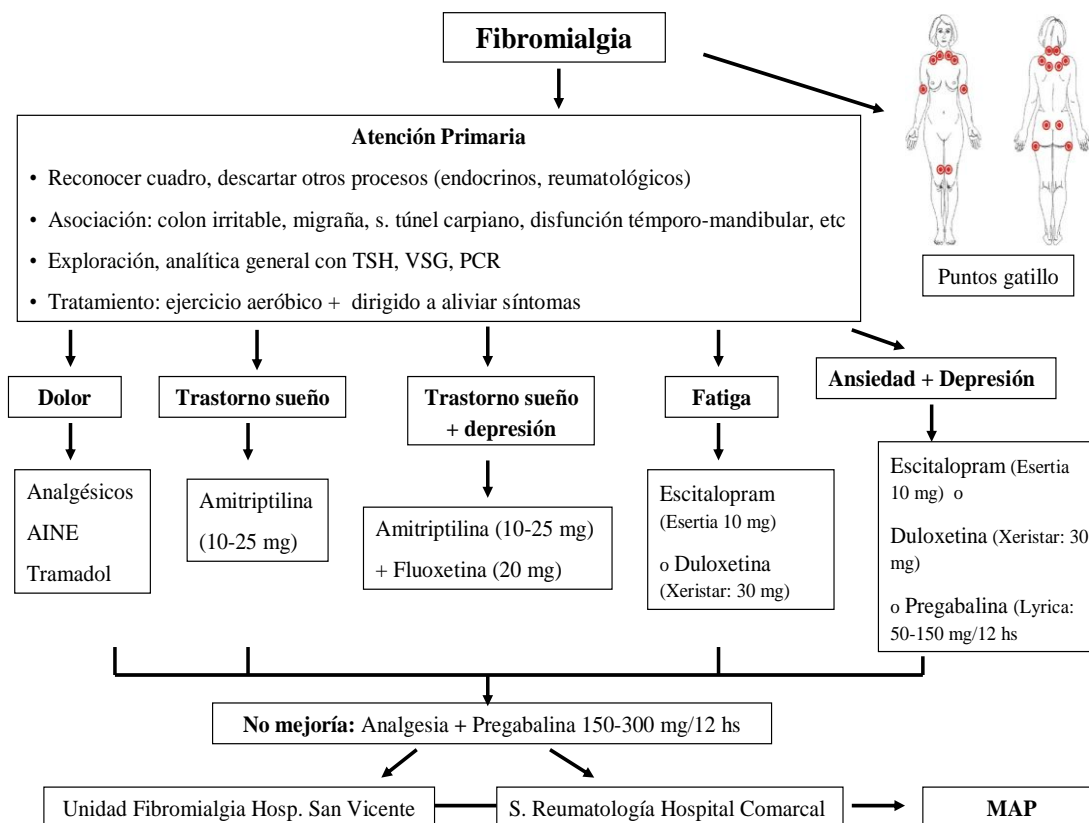 Fibromialgia
Atención Primaria
• Reconocer cuadro, descartar otros procesos (endocrinos, reumatológicos)
• Asociación: colon irritable, migraña, s. túnel carpiano, disfunción témporo-mandibular, etc
• Exploración, analítica general con TSH, VSG, PCR
• Tratamiento: ejercicio aeróbico + dirigido a aliviar síntomas
Puntos gatillo
Dolor
Trastorno sueño
Trastorno sueño
+ depresión
Fatiga
Ansiedad + Depresión
Analgésicos
AINE
Tramadol
Amitriptilina
(10-25 mg)
Amitriptilina (10-25 mg)
+ Fluoxetina (20 mg)
Escitalopram
(Esertia 10 mg)
o Duloxetina
(Xeristar: 30 mg)
Escitalopram (Esertia
10 mg) o
Duloxetina (Xeristar: 30
mg)
o Pregabalina (Lyrica:
50-150 mg/12 hs
No mejoría: Analgesia + Pregabalina 150-300 mg/12 hs
Unidad Fibromialgia Hosp. San Vicente
S. Reumatología Hospital Comarcal
MAP